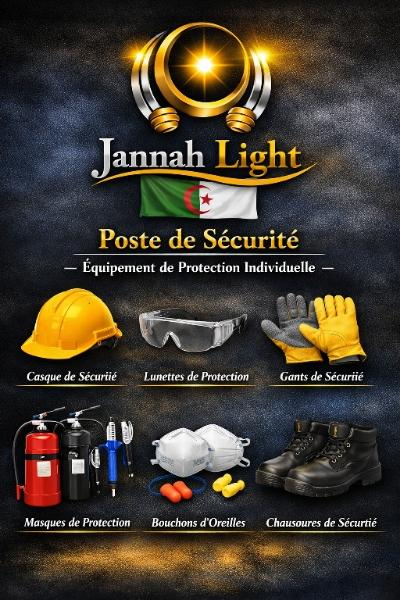 Jannah Light
Poste de Sécurité
— Équipement de Protection Individuelle —
Casque de Sécuriié
Lunettes de Protection
Gants de Sécuriié
Masques de Protection
Bouchons d'Oreilles
Chausoures de Sécurtié